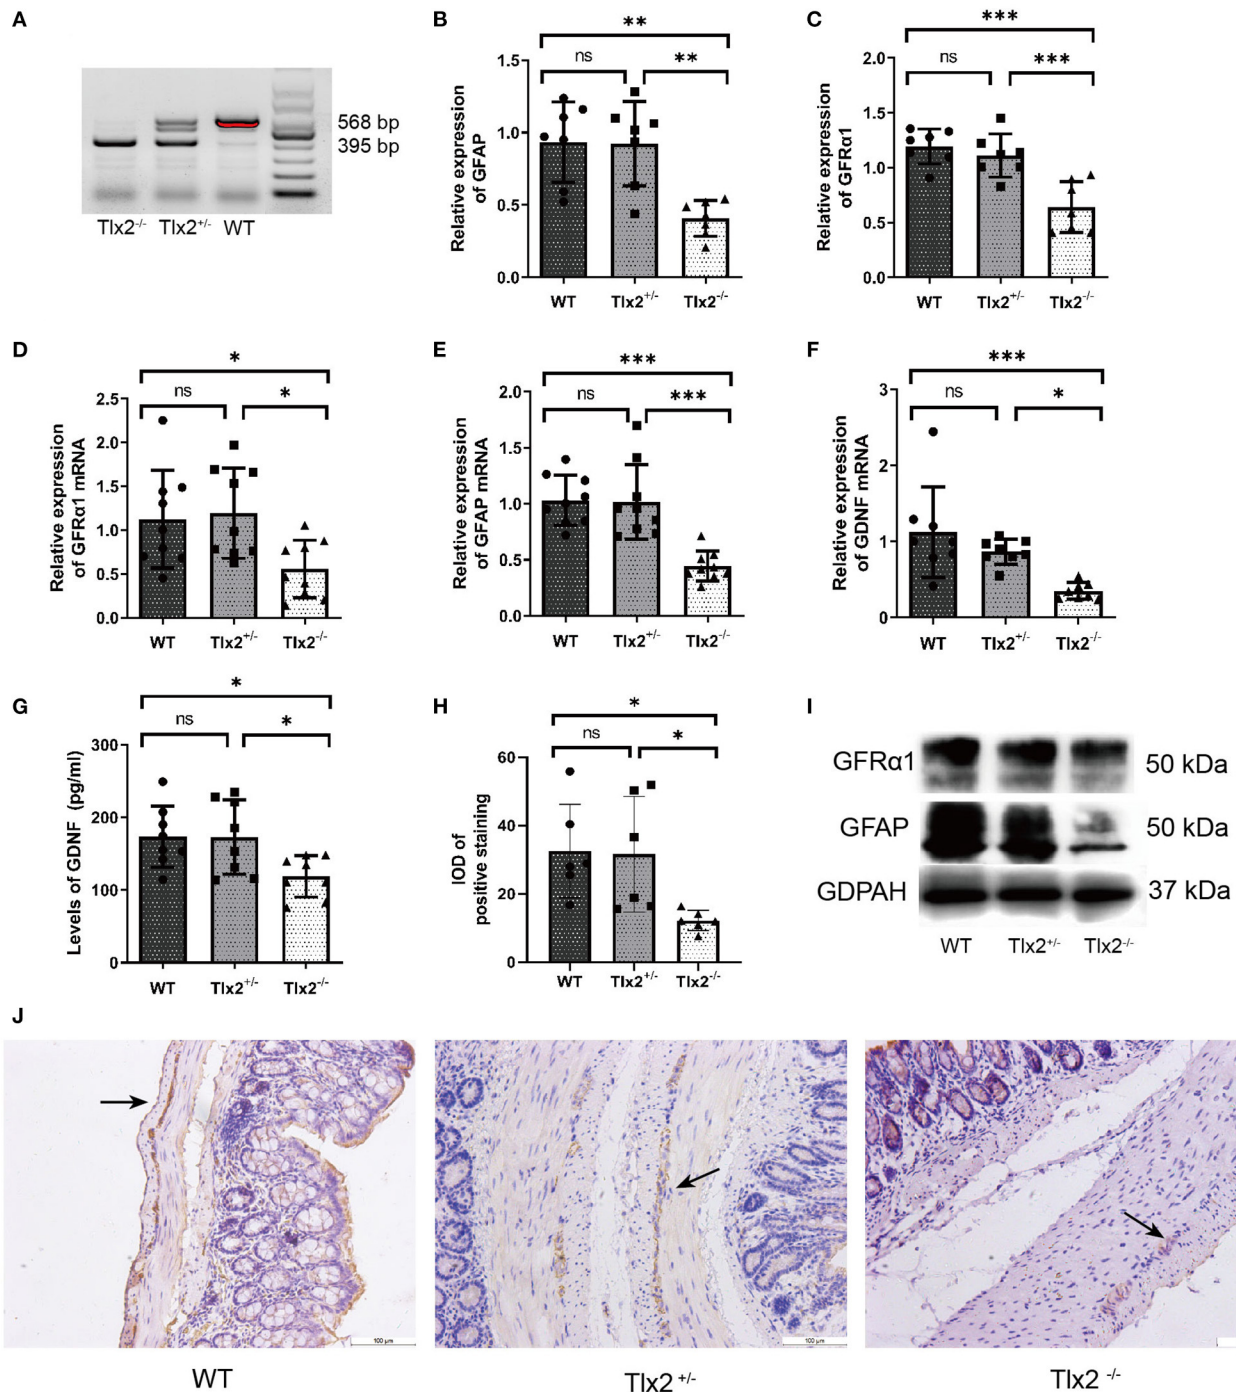 A
568 bp
395 bp
Tlx2-/-
Tlx2+/-
WT
B
**
ns
**
Relative expression
of GFAP
1.5
1.0
0.5
0.0
WT
Tlx2+/-
Tlx2-/-
C
***
ns
***
Relative expression
of GFRα1
2.0
1.5
1.0
0.5
0.0
WT
Tlx2+/-
Tlx2-/-
D
*
ns
*
Relative expression
of GFRα1 mRNA
2.5
2.0
1.5
1.0
0.5
0.0
WT
Tlx2+/-
Tlx2-/-
E
***
ns
***
Relative expression
of GFAP mRNA
2.0
1.5
1.0
0.5
0.0
WT
Tlx2+/-
Tlx2-/-
F
***
ns
*
Relative expression
of GDNF mRNA
3
2
1
0
WT
Tlx2+/-
Tlx2-/-
G
*
ns
*
Levels of GDNF (pg/ml)
300
200
100
0
WT
Tlx2+/-
Tlx2-/-
H
*
ns
*
IOD of
positive staining
60
40
20
0
WT
Tlx2+/-
Tlx2-/-
I
GFRα1
50 kDa
GFAP
50 kDa
GDPAH
37 kDa
WT
Tlx2+/-
Tlx2-/-
J
100 μm
100 μm
WT
Tlx2 +/-
Tlx2 -/-